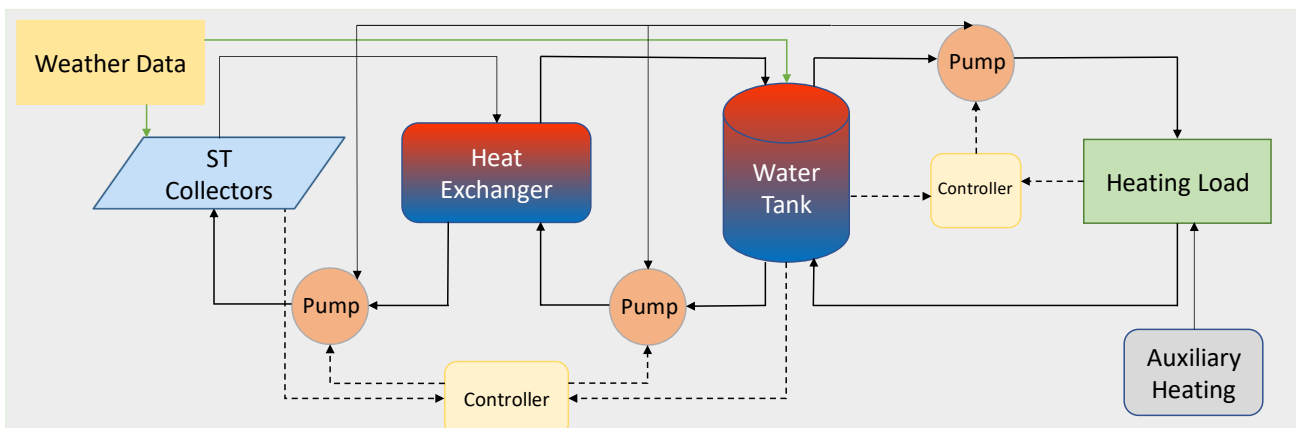 Weather Data
Pump
ST
Collectors
Heat
Exchanger
Water
Tank
Controller
Heating Load
Pump
Pump
Controller
Auxiliary
Heating